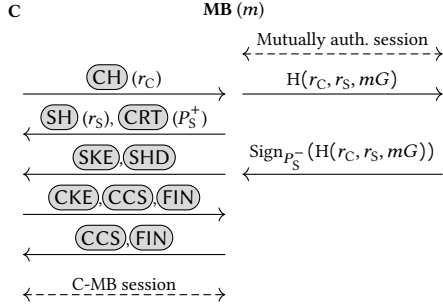 C MB (m)
Mutually auth. session
CH (r_C) H(r_C, r_S, mG)
SH (r_S), CRT (P_S^+)
SKE, SHD Sign_{P_S^-}(H(r_C, r_S, mG))
CKE, CCS, FIN
CCS, FIN
C-MB session